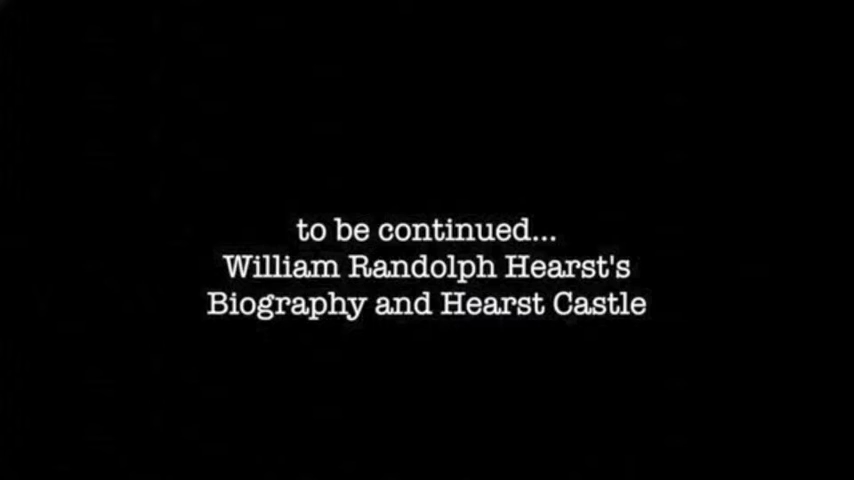 to be continued...
William Randolph Hearst's
Biography and Hearst Castle